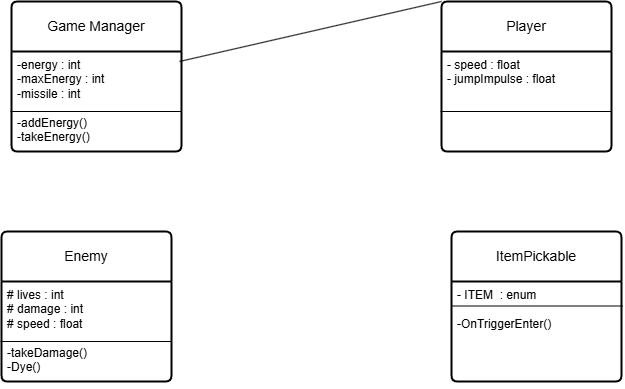 Game Manager
-energy : int
-maxEnergy : int
-missile : int
-addEnergy()
-takeEnergy()
Player
- speed : float
- jumpImpulse : float
Enemy
# lives : int
# damage : int
# speed : float
-takeDamage()
-Dye()
ItemPickable
- ITEM  : enum
-OnTriggerEnter()